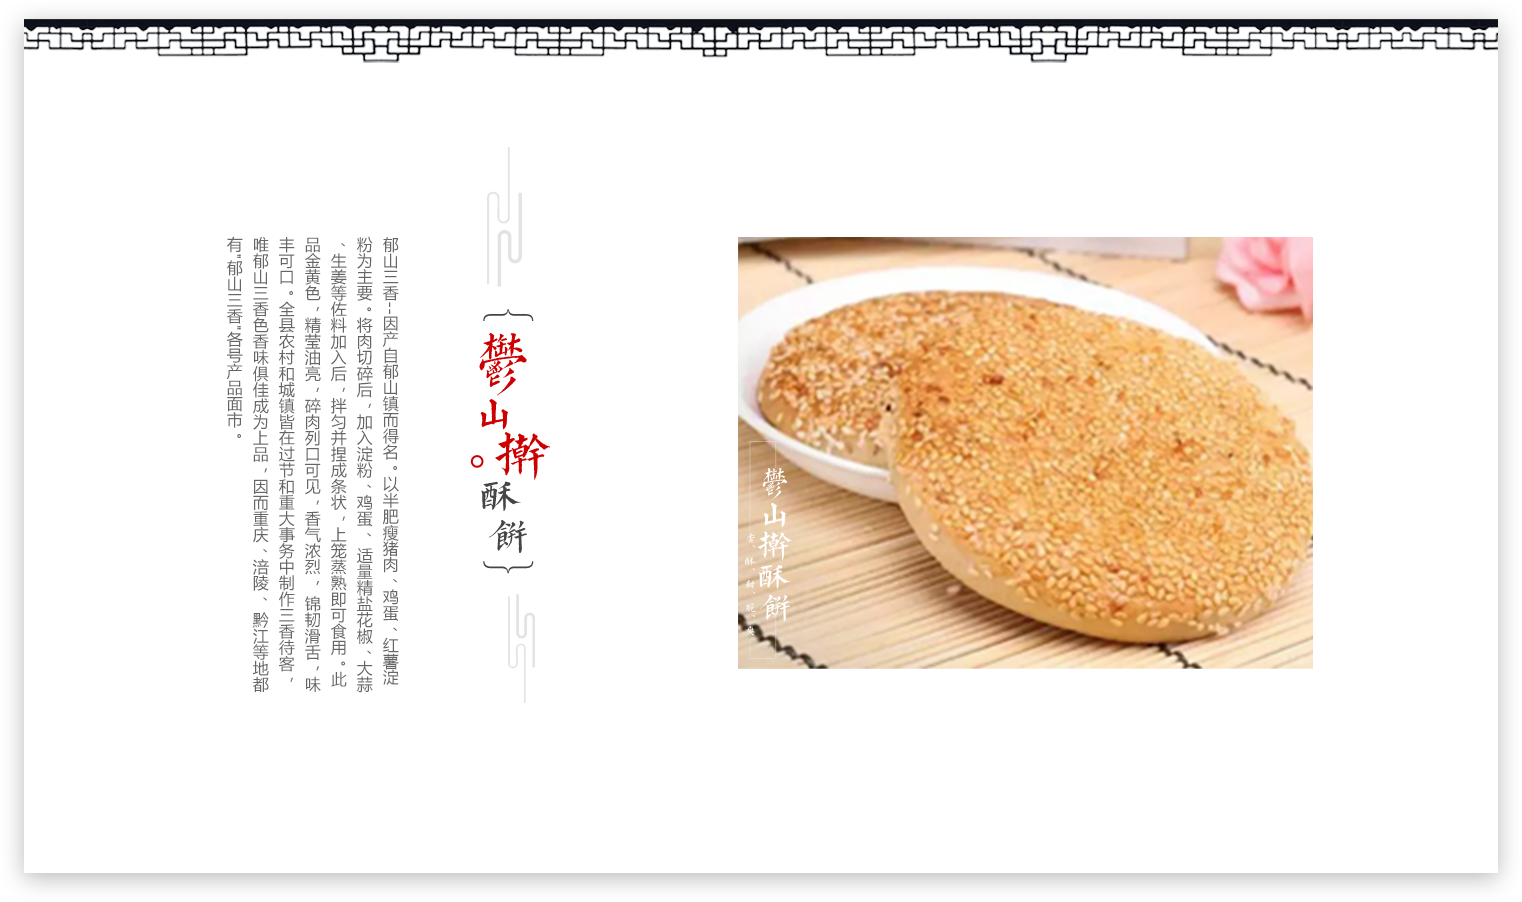 鬱山擀酥餅
郁山三香--因产自郁山镇而得名。以半肥瘦猪肉、鸡蛋、红薯淀
粉为主要。将肉切碎后，加入淀粉、鸡蛋、适量精盐花椒、大蒜
、生姜等佐料加入后，拌匀并捏成条状，上笼蒸熟即可食用。此
品金黄色，精莹油亮，碎肉列口可见，香气浓烈，锦韧滑舌，味
丰可口。全县农村和城镇皆在过节和重大事务中制作三香待客，
唯郁山三香色香味俱佳成为上品，因而重庆、涪陵、黔江等地都
有"郁山三香"各号产品面市。
鬱山擀酥餅